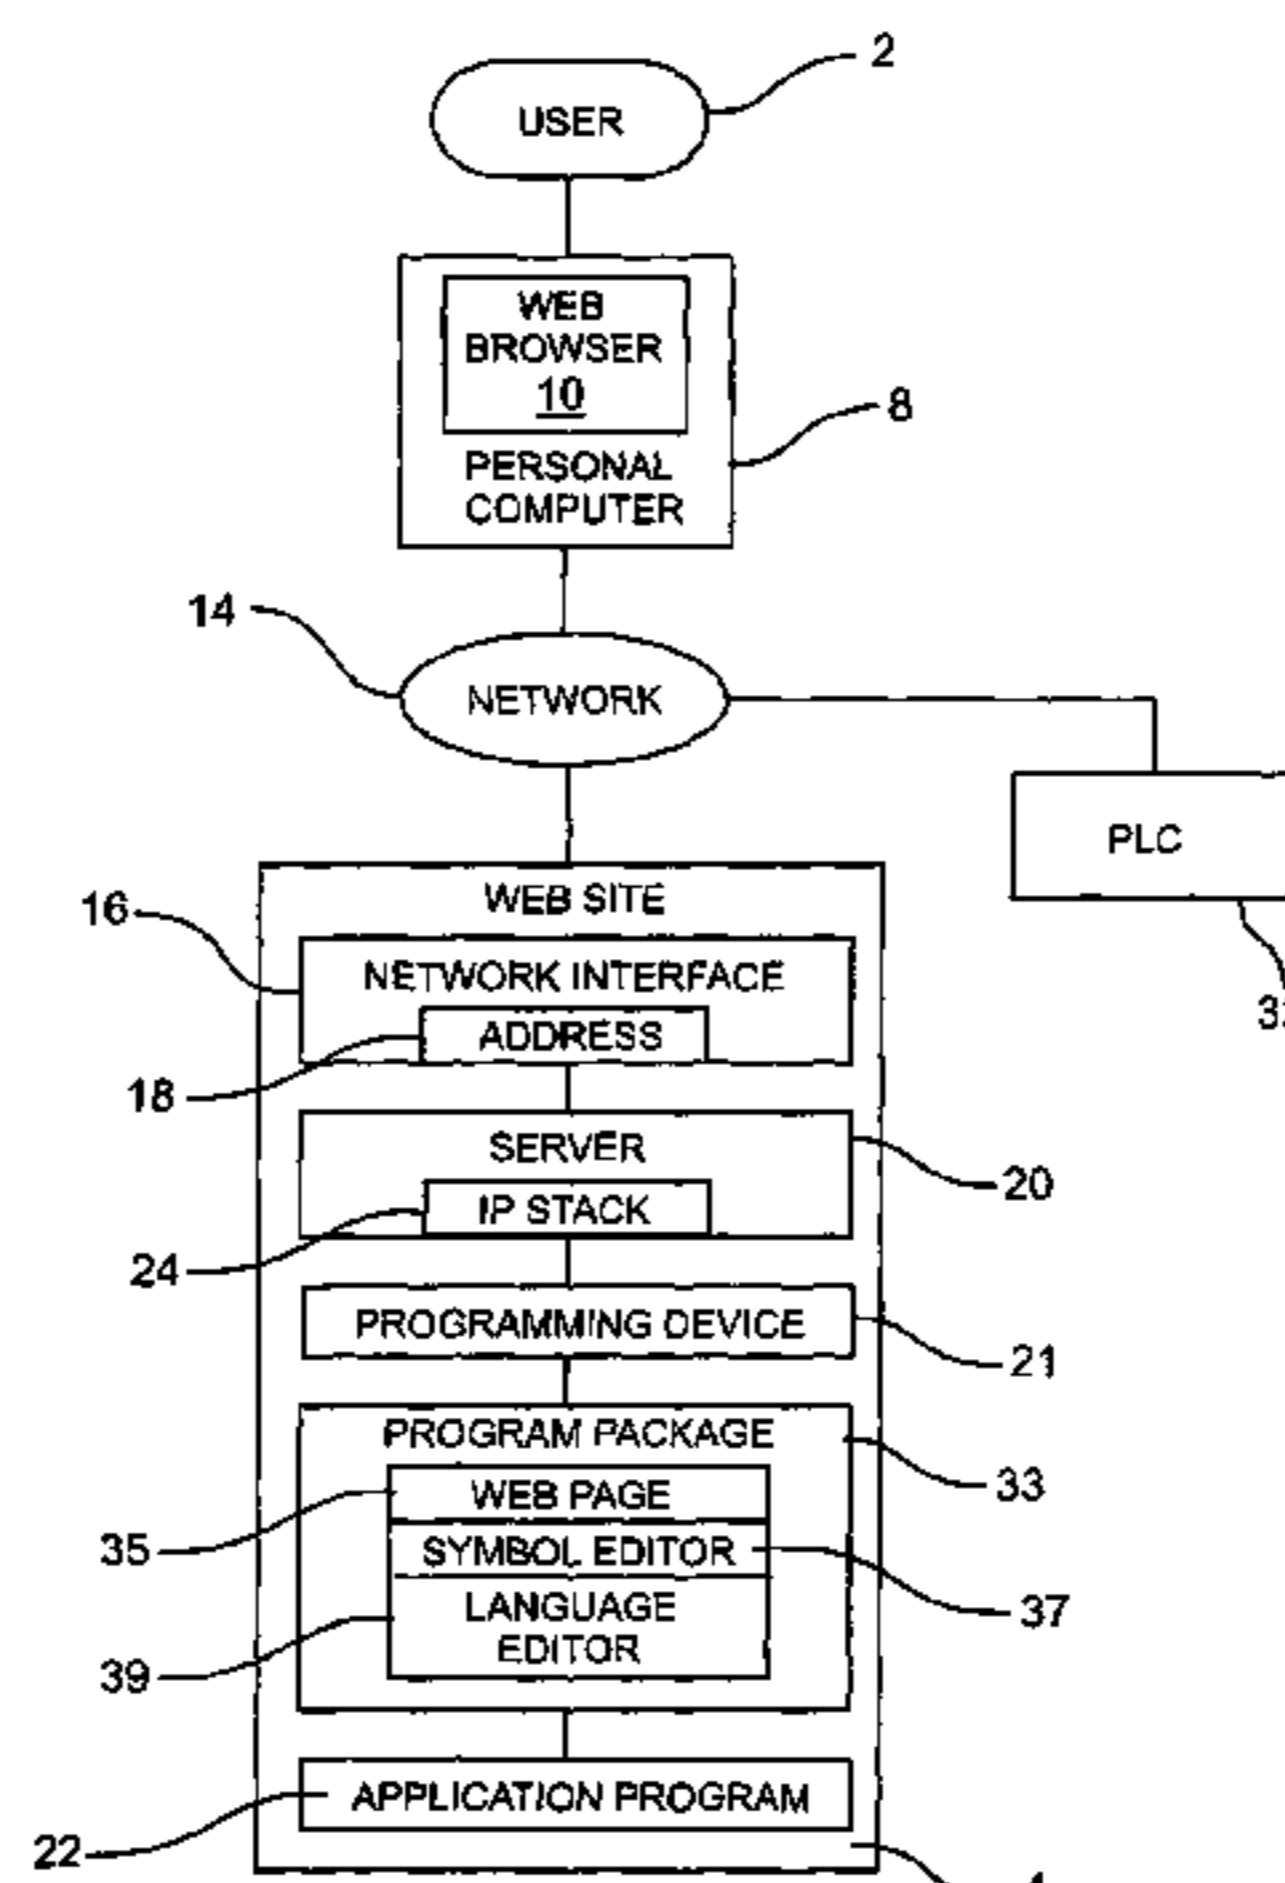 2
USER
WEB
BROWSER
10
8
PERSONAL
COMPUTER
14
NETWORK
PLC
WEB SITE
16
NETWORK INTERFACE
ADDRESS
18
SERVER
20
IP STACK
24
PROGRAMMING DEVICE
21
PROGRAM PACKAGE
33
WEB PAGE
35
SYMBOL EDITOR
37
LANGUAGE
EDITOR
39
APPLICATION PROGRAM
22